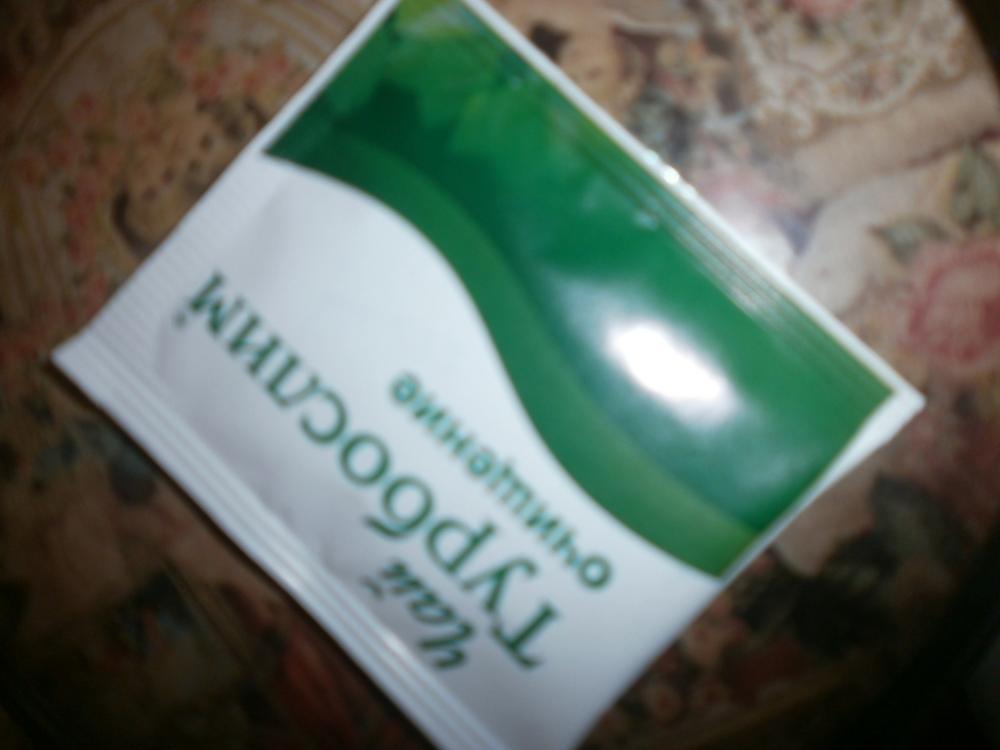 Чай
Турбослим
очищение